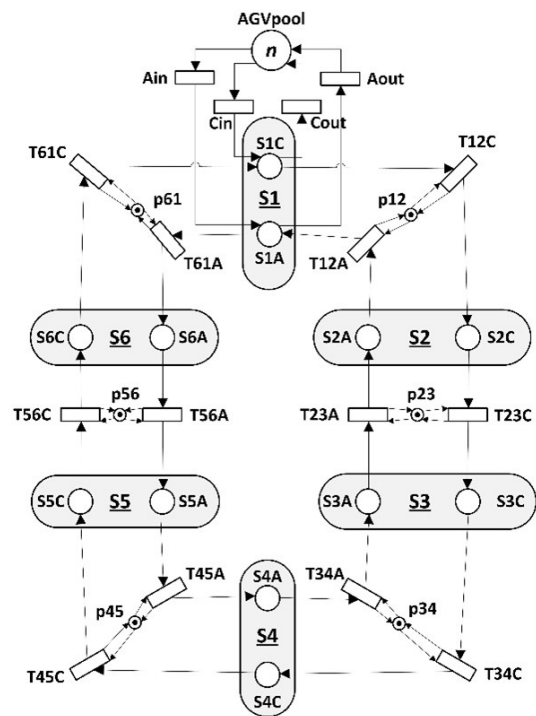 AGVpool
n
Ain
Aout
Cin
Cout
T61C
S1C
T12C
p61
S1
p12
T61A
S1A
T12A
S6C
S6
S6A
S2A
S2
S2C
T56C
p56
T56A
T23A
p23
T23C
S5C
S5
S5A
S3A
S3
S3C
T45A
S4A
T34A
p45
S4
p34
T45C
S4C
T34C